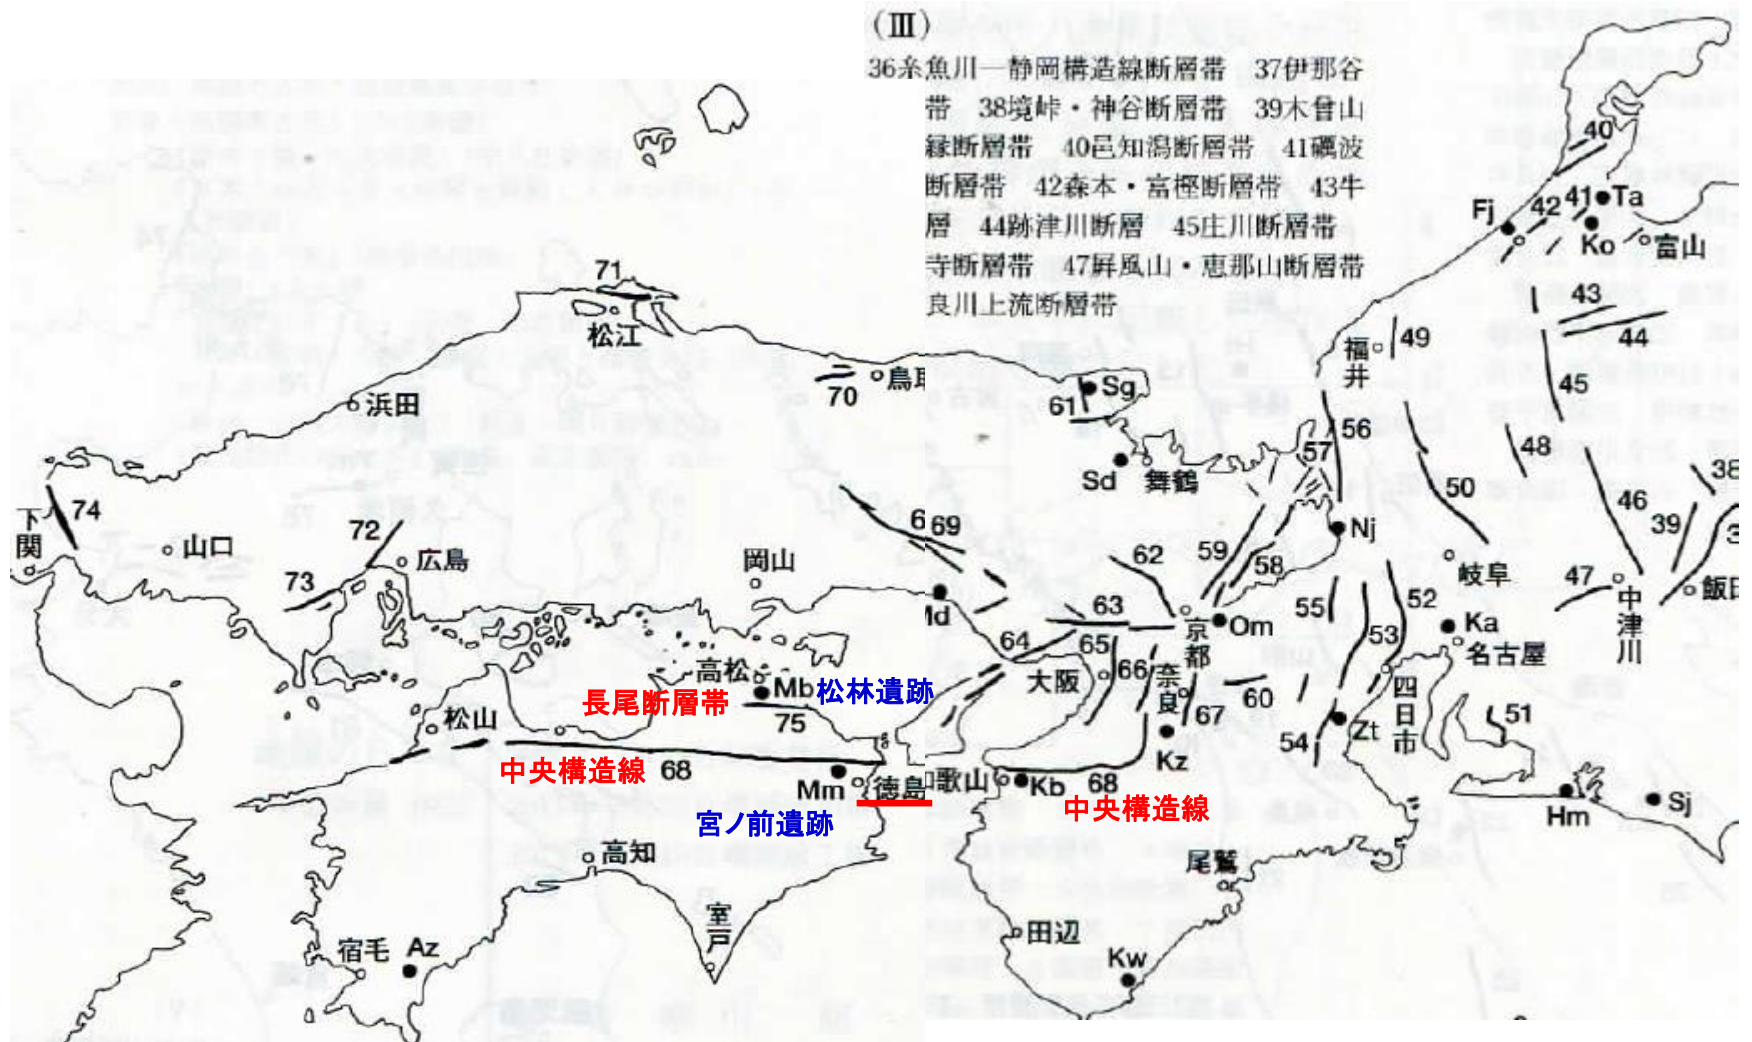 (Ⅲ)
36糸魚川—静岡構造線断層帯 37伊那谷
帯 38境峠・神谷断層帯 39木曾山
縁断層帯 40邑知潟断層帯 41礪波
断層帯 42森本・富樫断層帯 43牛
層 44跡津川断層 45庄川断層帯
寺断層帯 47屛風山・恵那山断層帯
良川上流断層帯
40
41 Ta
42
Fj
Ko
富山
43
44
45
福井
49
71
松江
70
鳥取
浜田
61
Sg
Sd
舞鶴
57
56
48
50
46
38
39
47
中津川
飯田
74
下関
山口
72
73
広島
岡山
69
Md
62
59
58
Nj
岐阜
63
64
65
66
京都
Om
55
52
53
Ka
名古屋
大阪
奈良
67
60
四日市
51
54
Zt
Kz
高松
Mb
松林遺跡
長尾断層帯
75
松山
中央構造線
68
Mm
徳島
和歌山
Kb
68
中央構造線
宮ノ前遺跡
Hm
Sj
高知
室戸
尾鷲
田辺
Kw
宿毛
Az